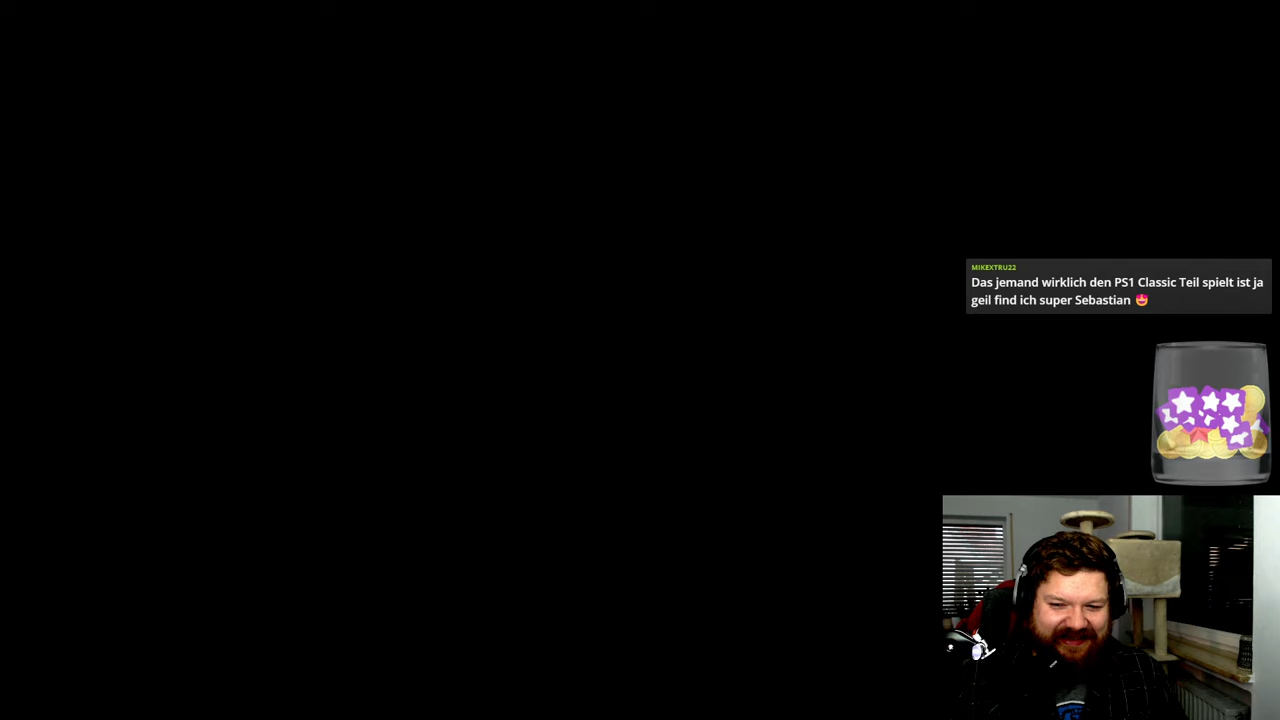 MIKEXTRU22
Das jemand wirklich den PS1 Classic Teil spielt ist ja
geil find ich super Sebastian 🤩